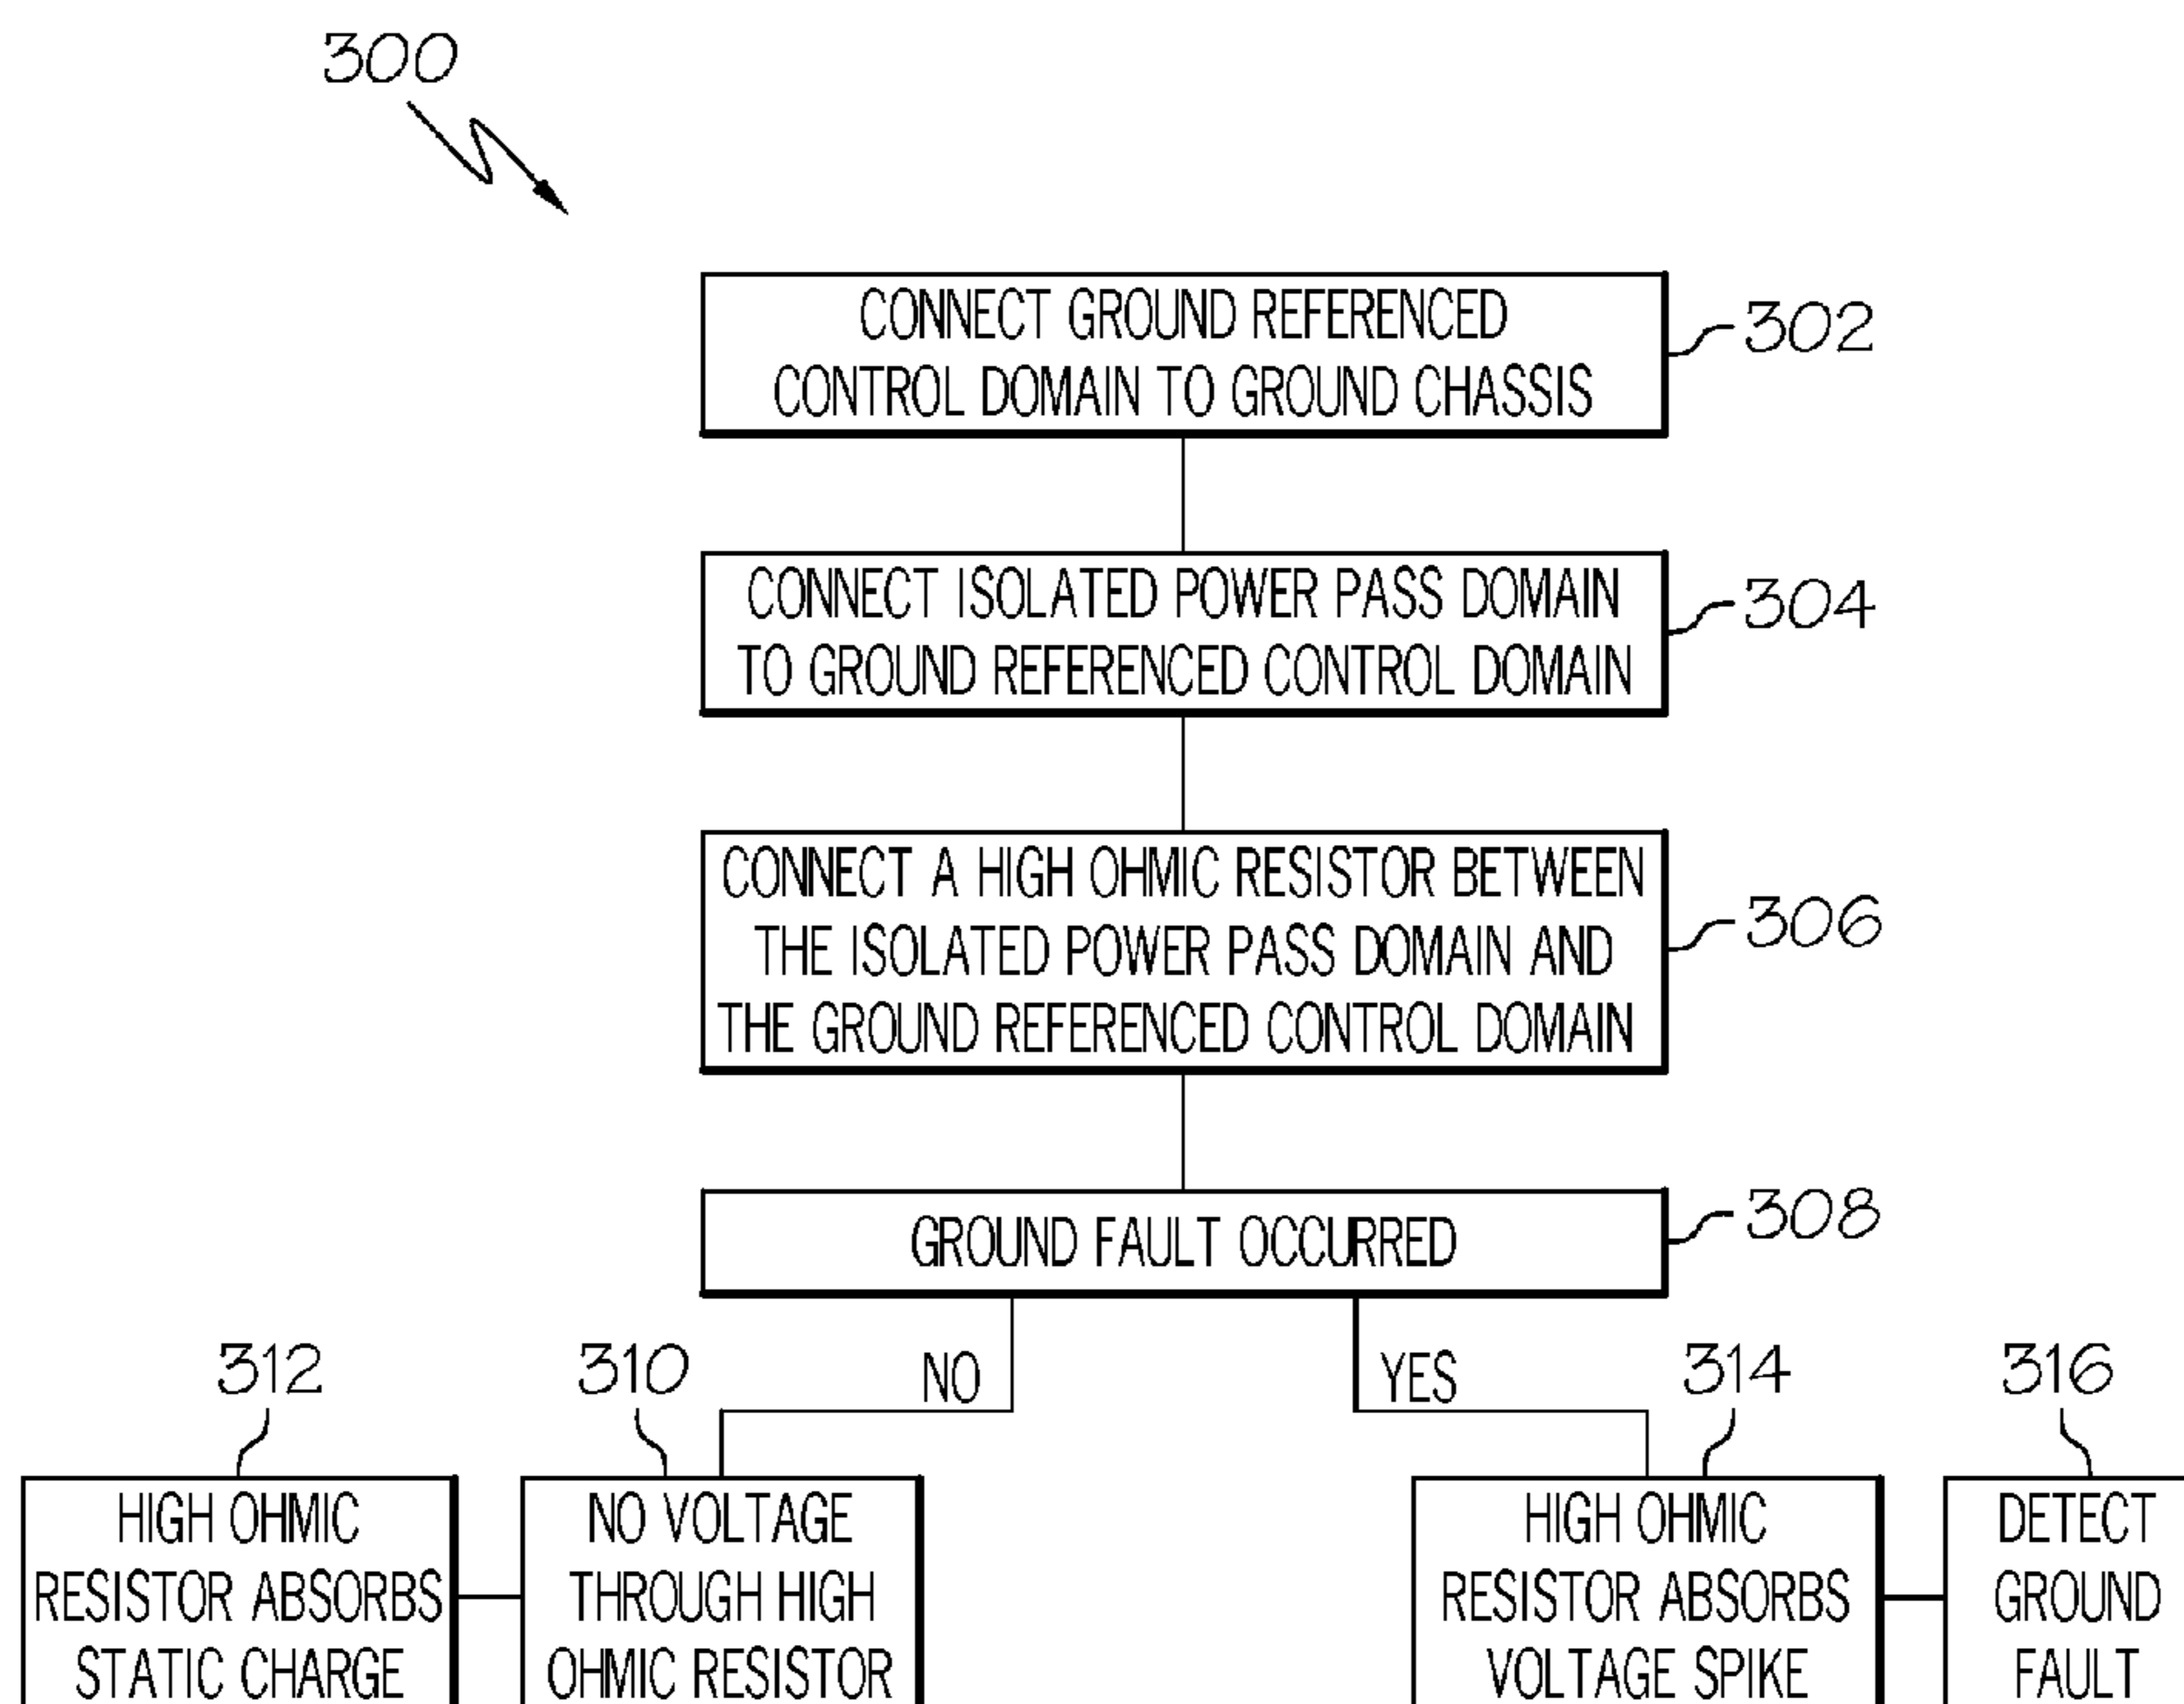 300
CONNECT GROUND REFERENCED
CONTROL DOMAIN TO GROUND CHASSIS
302
CONNECT ISOLATED POWER PASS DOMAIN
TO GROUND REFERENCED CONTROL DOMAIN
304
CONNECT A HIGH OHMIC RESISTOR BETWEEN
THE ISOLATED POWER PASS DOMAIN AND
THE GROUND REFERENCED CONTROL DOMAIN
306
GROUND FAULT OCCURRED
308
NO
YES
312
310
314
316
HIGH OHMIC
RESISTOR ABSORBS
STATIC CHARGE
NO VOLTAGE
THROUGH HIGH
OHMIC RESISTOR
HIGH OHMIC
RESISTOR ABSORBS
VOLTAGE SPIKE
DETECT
GROUND
FAULT